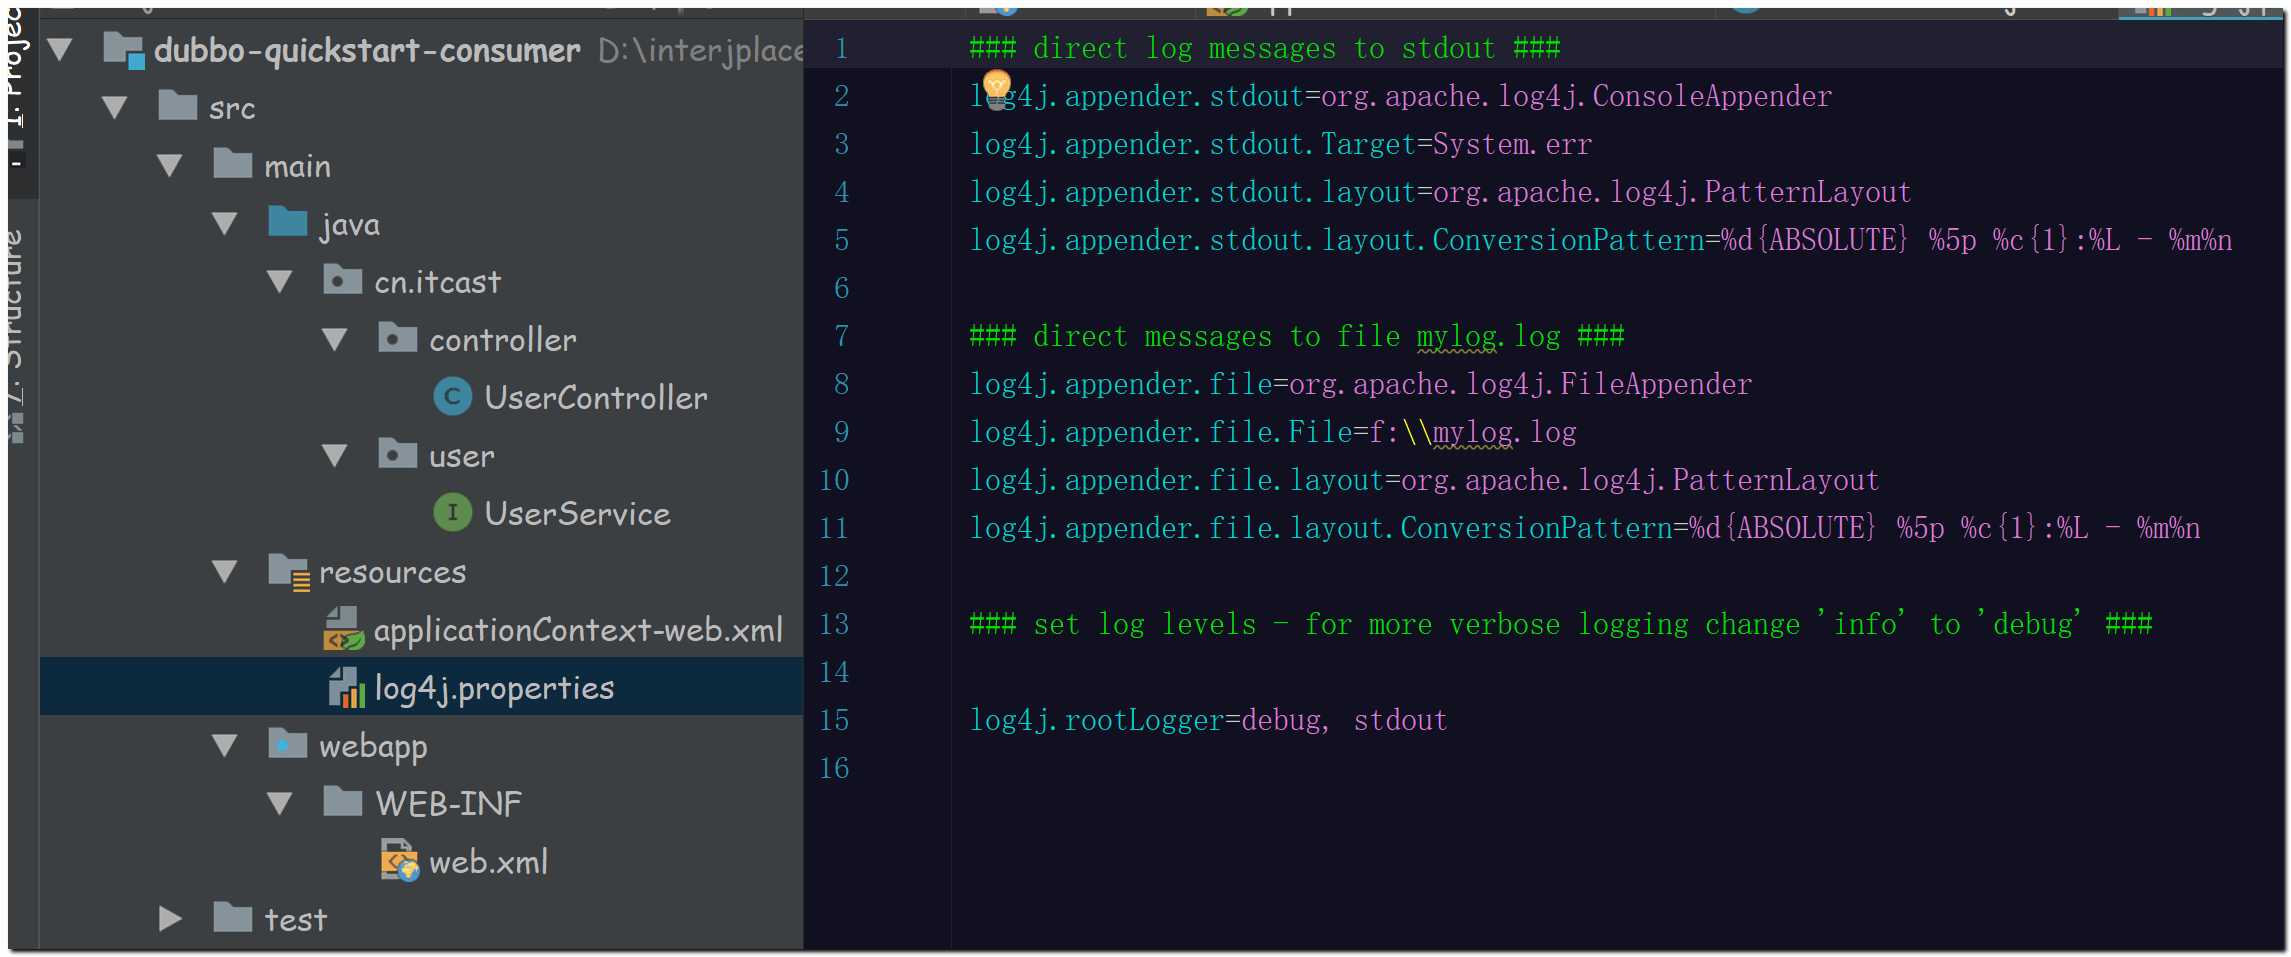 1: Project
7: Structure
dubbo-quickstart-consumer D:\interjplace
src
main
java
cn.itcast
controller
UserController
user
UserService
resources
applicationContext-web.xml
log4j.properties
webapp
WEB-INF
web.xml
test
1 ### direct log messages to stdout ###
2 log4j.appender.stdout=org.apache.log4j.ConsoleAppender
3 log4j.appender.stdout.Target=System.err
4 log4j.appender.stdout.layout=org.apache.log4j.PatternLayout
5 log4j.appender.stdout.layout.ConversionPattern=%d{ABSOLUTE} %5p %c{1}:%L - %m%n
6
7 ### direct messages to file mylog.log ###
8 log4j.appender.file=org.apache.log4j.FileAppender
9 log4j.appender.file.File=f:\\mylog.log
10 log4j.appender.file.layout=org.apache.log4j.PatternLayout
11 log4j.appender.file.layout.ConversionPattern=%d{ABSOLUTE} %5p %c{1}:%L - %m%n
12
13 ### set log levels - for more verbose logging change 'info' to 'debug' ###
14
15 log4j.rootLogger=debug, stdout
16